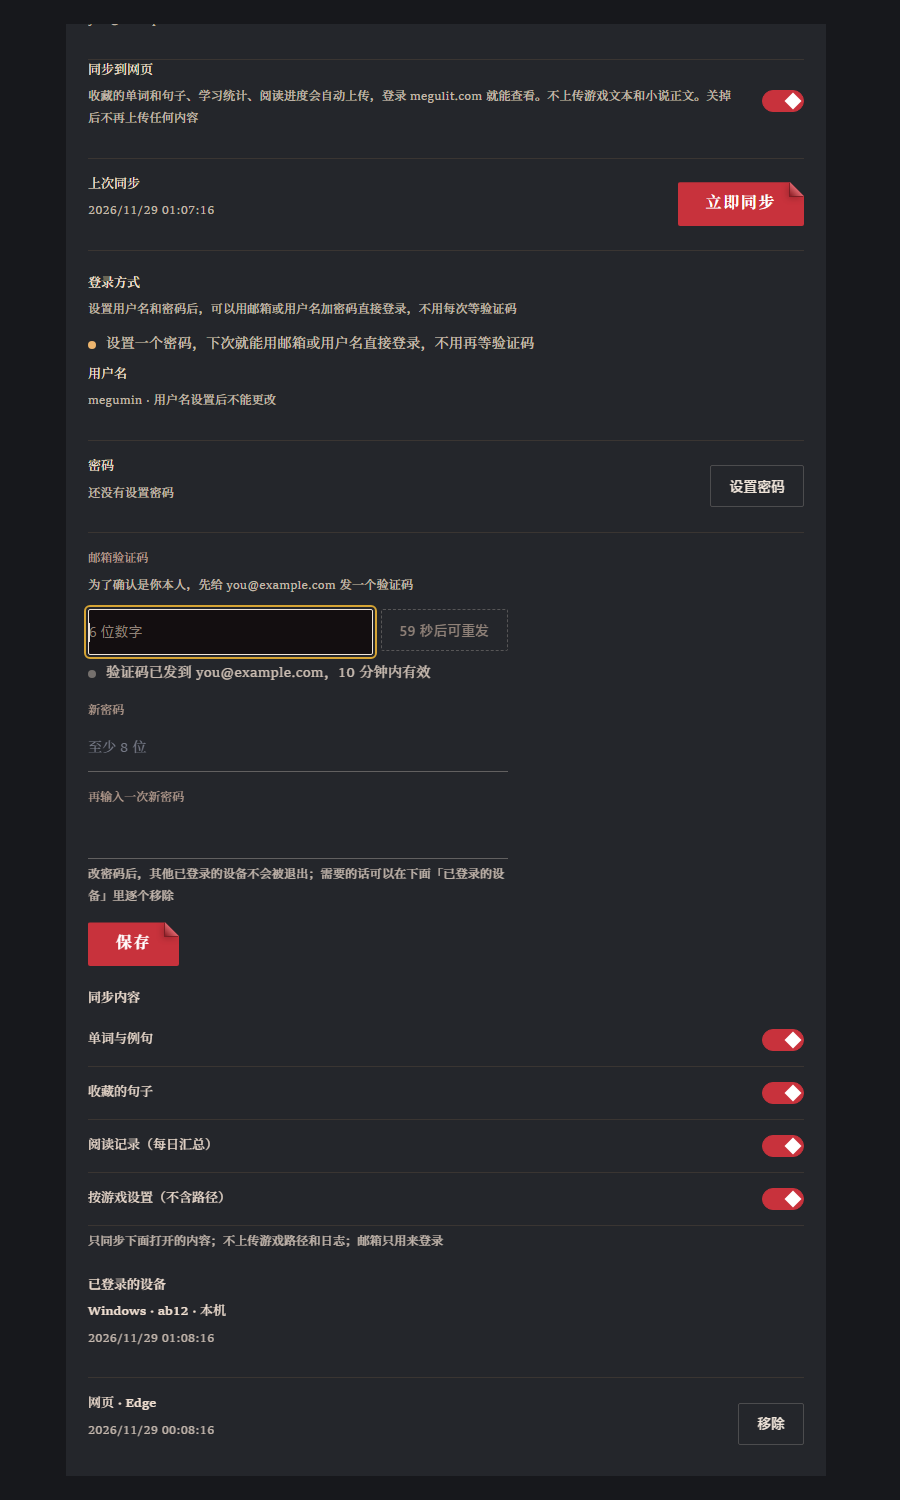 同步到网页
收藏的单词和句子、学习统计、阅读进度会自动上传，登录 megulit.com 就能查看。不上传游戏文本和小说正文。关掉
后不再上传任何内容
上次同步
2026/11/29 01:07:16
立即同步
登录方式
设置用户名和密码后，可以用邮箱或用户名加密码直接登录，不用每次等验证码
设置一个密码，下次就能用邮箱或用户名直接登录，不用再等验证码
用户名
megumin · 用户名设置后不能更改
密码
还没有设置密码
设置密码
邮箱验证码
为了确认是你本人，先给 you@example.com 发一个验证码
6 位数字
59 秒后可重发
验证码已发到 you@example.com，10 分钟内有效
新密码
至少 8 位
再输入一次新密码
改密码后，其他已登录的设备不会被退出；需要的话可以在下面「已登录的设
备」里逐个移除
保存
同步内容
单词与例句
收藏的句子
阅读记录（每日汇总）
按游戏设置（不含路径）
只同步下面打开的内容；不上传游戏路径和日志；邮箱只用来登录
已登录的设备
Windows · ab12 · 本机
2026/11/29 01:08:16
网页 · Edge
2026/11/29 00:08:16
移除